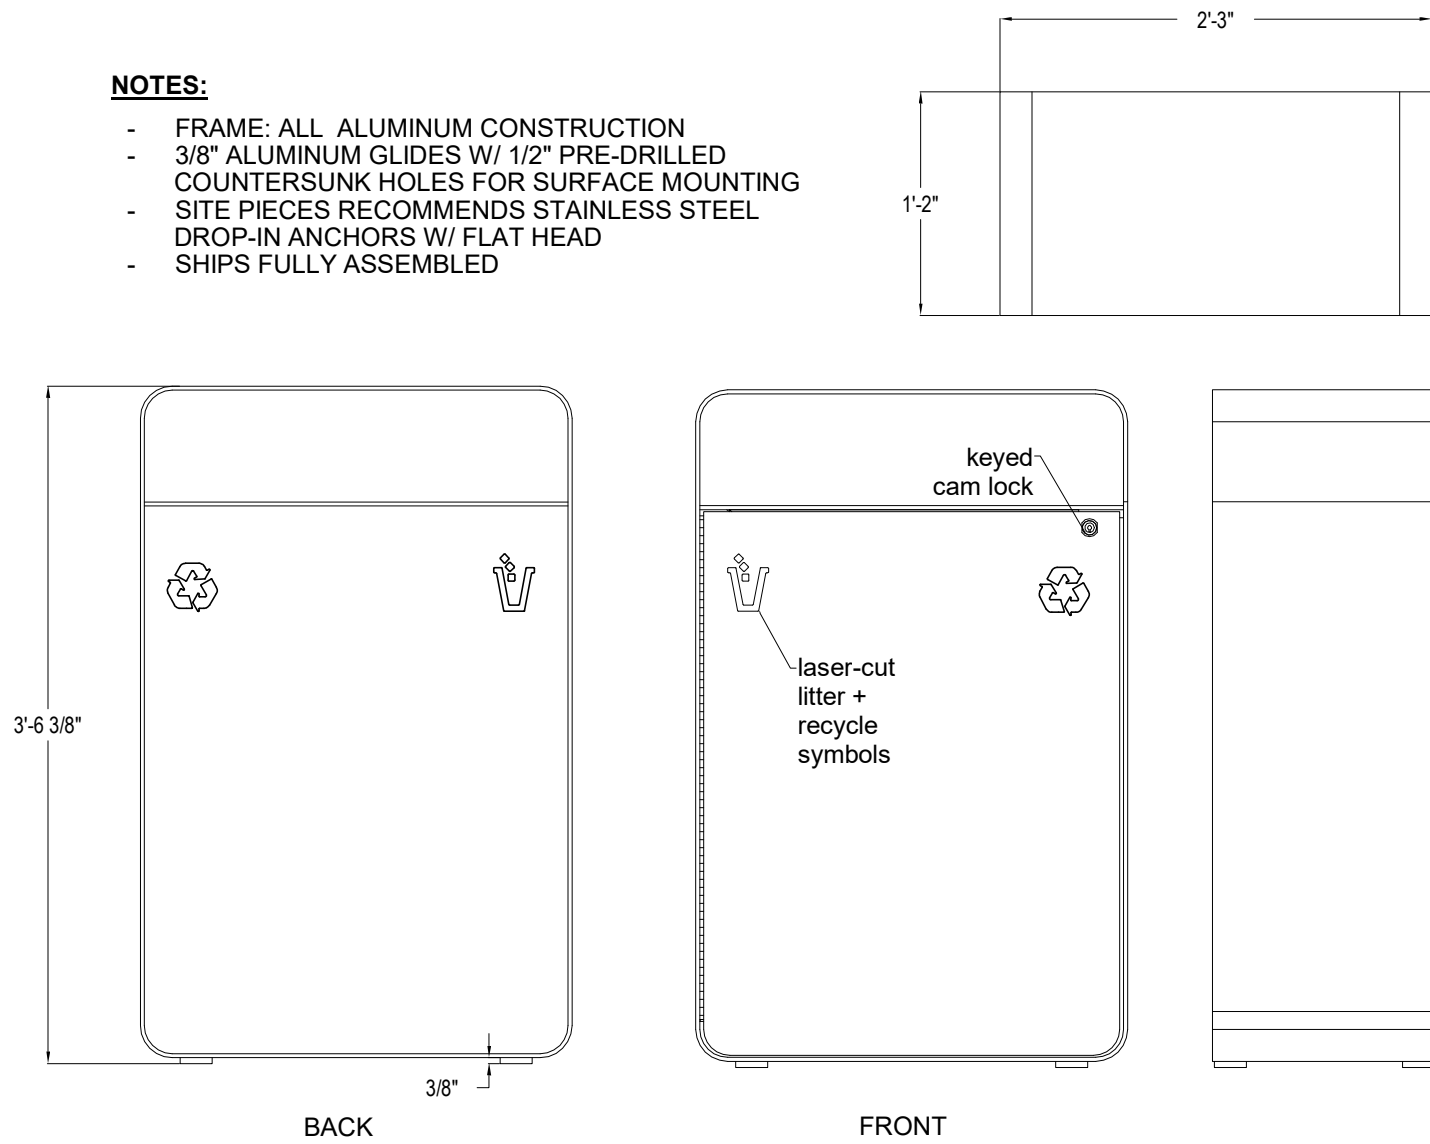 2'-3"
NOTES:
- FRAME: ALL ALUMINUM CONSTRUCTION
- 3/8" ALUMINUM GLIDES W/ 1/2" PRE-DRILLED
COUNTERSUNK HOLES FOR SURFACE MOUNTING
- SITE PIECES RECOMMENDS STAINLESS STEEL
DROP-IN ANCHORS W/ FLAT HEAD
- SHIPS FULLY ASSEMBLED
1'-2"
keyed
cam lock
laser-cut
litter +
recycle
symbols
3'-6 3/8"
3/8"
BACK
FRONT